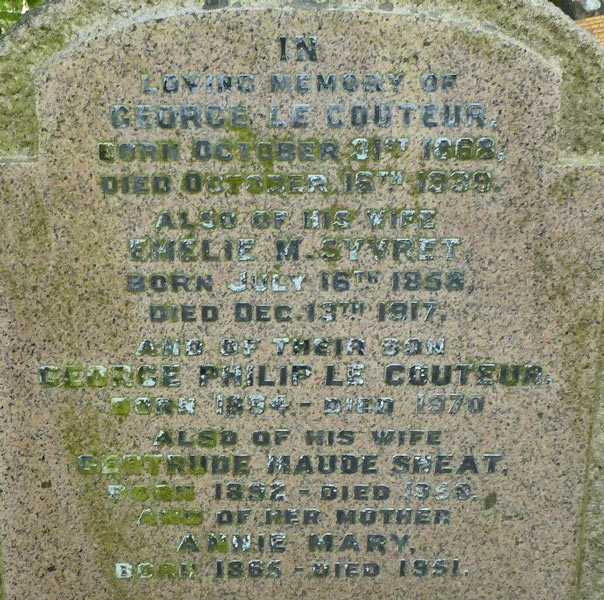 IN
LOVING MEMORY OF
GEORGE LE COUTEUR,
BORN OCTOBER 31ST 1868,
DIED OCTOBER 16TH 1939.
ALSO OF HIS WIFE
EMELIE M. SYVRET,
BORN JULY 16TH 1858,
DIED DEC. 13TH 1917,
AND OF THEIR SON
GEORGE PHILIP LE COUTEUR,
BORN 1894 - DIED 1970.
ALSO OF HIS WIFE
GERTRUDE MAUDE SHEAT,
BORN 1892 - DIED
AND OF HER MOTHER
ANNIE MARY,
BORN 1865 - DIED 1951.